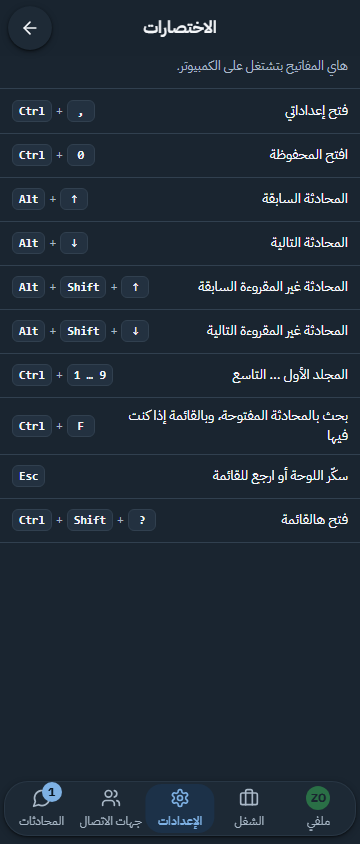 الاختصارات
هاي المفاتيح بتشتغل على الكمبيوتر.
فتح إعداداتي
Ctrl + ,
افتح المحفوظة
Ctrl + 0
المحادثة السابقة
Alt + ↑
المحادثة التالية
Alt + ↓
المحادثة غير المقروءة السابقة
Alt + Shift + ↑
المحادثة غير المقروءة التالية
Alt + Shift + ↓
المجلد الأول … التاسع
Ctrl + 1 … 9
بحث بالمحادثة المفتوحة، وبالقائمة إذا كنت
فيها
Ctrl + F
سكّر اللوحة أو ارجع للقائمة
Esc
فتح هالقائمة
Ctrl + Shift + ?
ZO
ملفي
الشغل
الإعدادات
جهات الاتصال
1
المحادثات